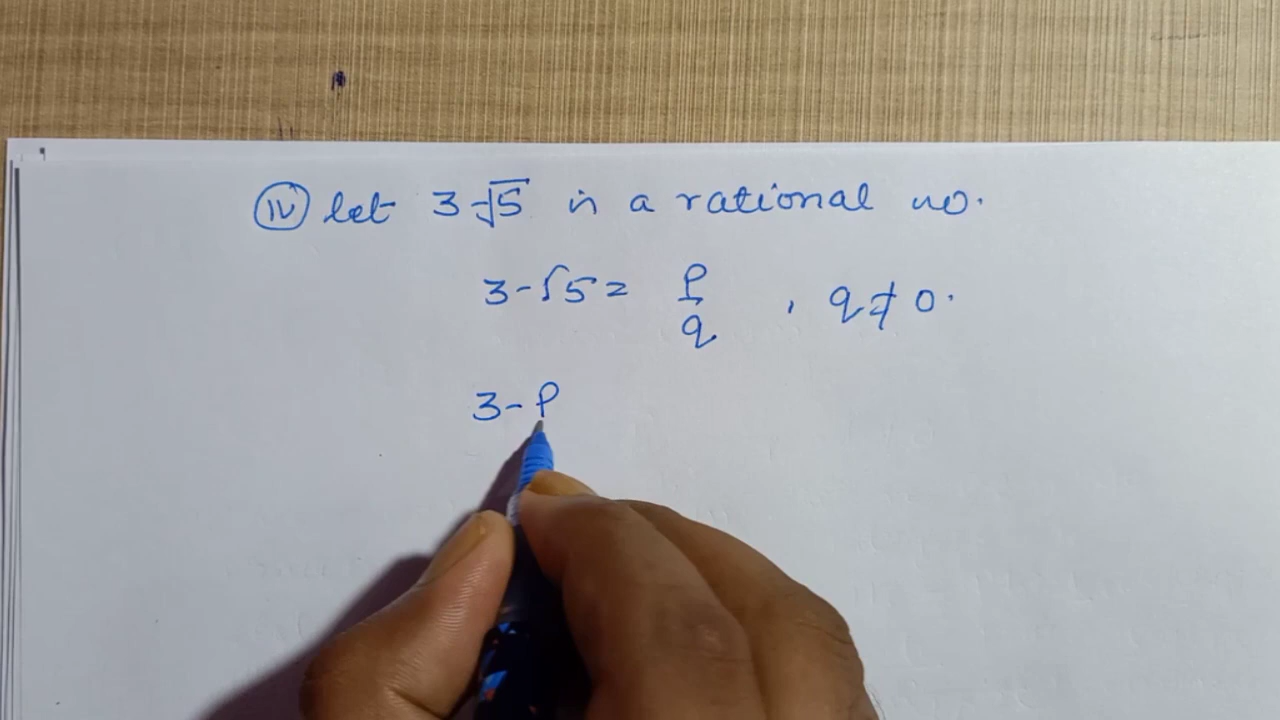 (iv) let 3-√5 is a rational no.
3-√5 = p/q , q ≠ 0.
3-p